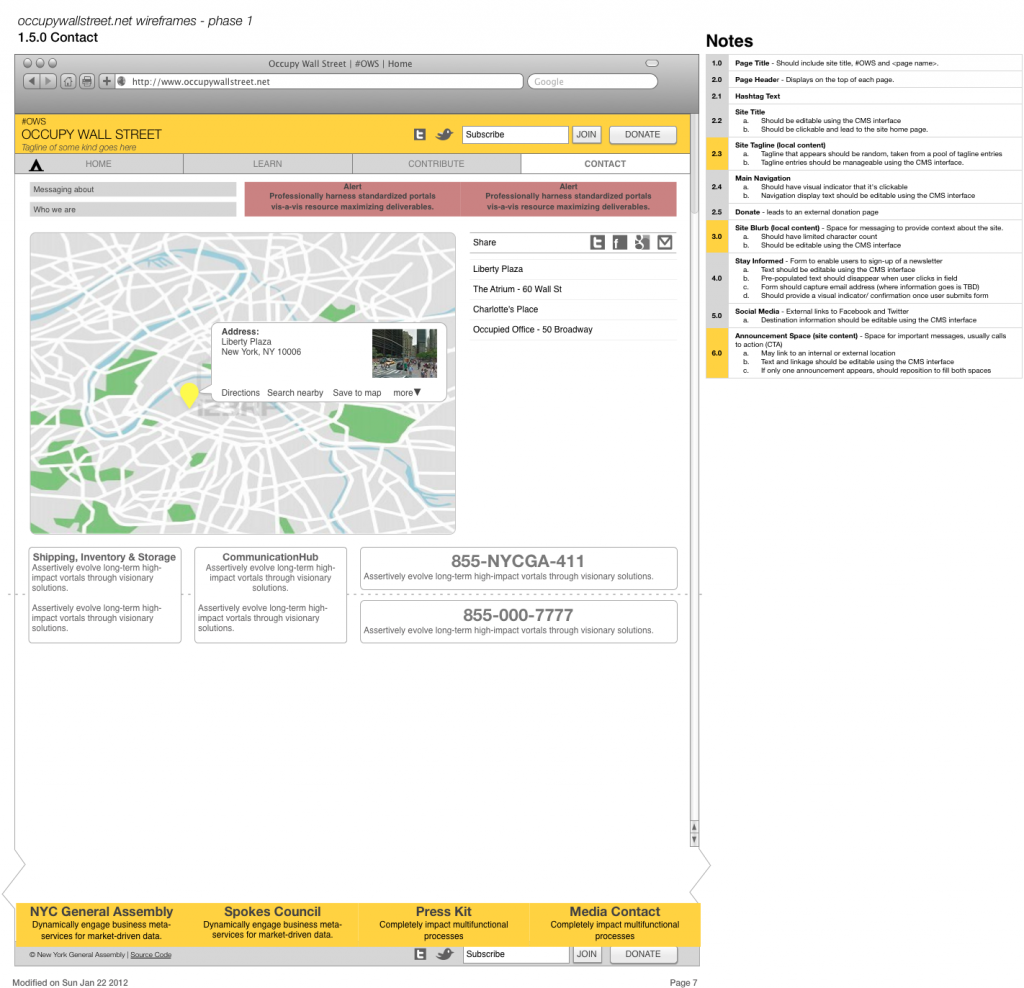 occupywallstreet.net wireframes - phase 1
1.5.0 Contact
Occupy Wall Street | #OWS | Home
http://www.occupywallstreet.net
Google
#OWS
OCCUPY WALL STREET
Tagline of some kind goes here
Subscribe
JOIN
DONATE
HOME
LEARN
CONTRIBUTE
CONTACT
Messaging about
Who we are
Alert
Professionally harness standardized portals
vis-a-vis resource maximizing deliverables.
Alert
Professionally harness standardized portals
vis-a-vis resource maximizing deliverables.
Address:
Liberty Plaza
New York, NY 10006
Directions Search nearby Save to map more▼
Share
Liberty Plaza
The Atrium - 60 Wall St
Charlotte's Place
Occupied Office - 50 Broadway
Shipping, Inventory & Storage
Assertively evolve long-term high-
impact vortals through visionary
solutions.
Assertively evolve long-term high-
impact vortals through visionary
solutions.
CommunicationHub
Assertively evolve long-term high-
impact vortals through visionary
solutions.
Assertively evolve long-term high-
impact vortals through visionary
solutions.
855-NYCGA-411
Assertively evolve long-term high-impact vortals through visionary solutions.
855-000-7777
Assertively evolve long-term high-impact vortals through visionary solutions.
NYC General Assembly
Dynamically engage business meta-
services for market-driven data.
Spokes Council
Dynamically engage business meta-
services for market-driven data.
Press Kit
Completely impact multifunctional
processes
Media Contact
Completely impact multifunctional
processes
© New York General Assembly | Source Code
Subscribe
JOIN
DONATE
Modified on Sun Jan 22 2012
Page 7
Notes
1.0 Page Title - Should include site title, #OWS and <page name>.
2.0 Page Header - Displays on the top of each page.
2.1 Hashtag Text
2.2 Site Title
a. Should be editable using the CMS interface
b. Should be clickable and lead to the site home page.
2.3 Site Tagline (local content)
a. Tagline that appears should be random, taken from a pool of tagline entries
b. Tagline entries should be manageable using the CMS interface.
2.4 Main Navigation
a. Should have visual indicator that it's clickable
b. Navigation display text should be editable using the CMS interface
2.5 Donate - leads to an external donation page
3.0 Site Blurb (local content) - Space for messaging to provide context about the site.
a. Should have limited character count
b. Should be editable using the CMS interface
4.0 Stay Informed - Form to enable users to sign-up of a newsletter
a. Text should be editable using the CMS interface
b. Pre-populated text should disappear when user clicks in field
c. Form should capture email address (where information goes is TBD)
d. Should provide a visual indicator/ confirmation once user submits form
5.0 Social Media - External links to Facebook and Twitter
a. Destination information should be editable using the CMS interface
6.0 Announcement Space (site content) - Space for important messages, usually calls
to action (CTA)
a. May link to an internal or external location
b. Text and linkage should be editable using the CMS interface
c. If only one announcement appears, should reposition to fill both spaces